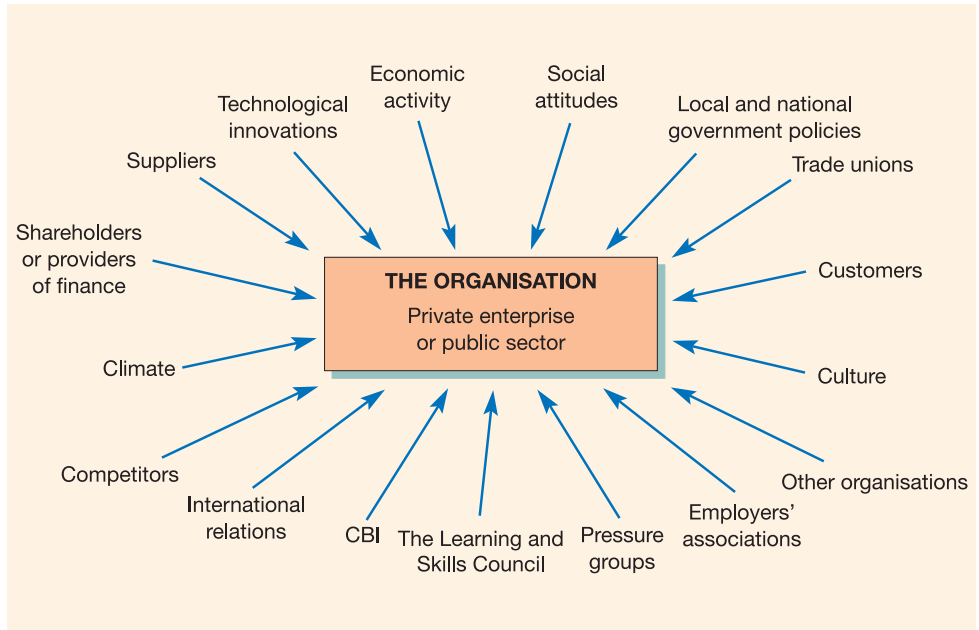 Economic
activity
Social
attitudes
Technological
innovations
Local and national
government policies
Suppliers
Trade unions
Shareholders
or providers
of finance
THE ORGANISATION
Private enterprise
or public sector
Customers
Climate
Culture
Competitors
Other organisations
International
relations
CBI
The Learning and
Skills Council
Pressure
groups
Employers'
associations